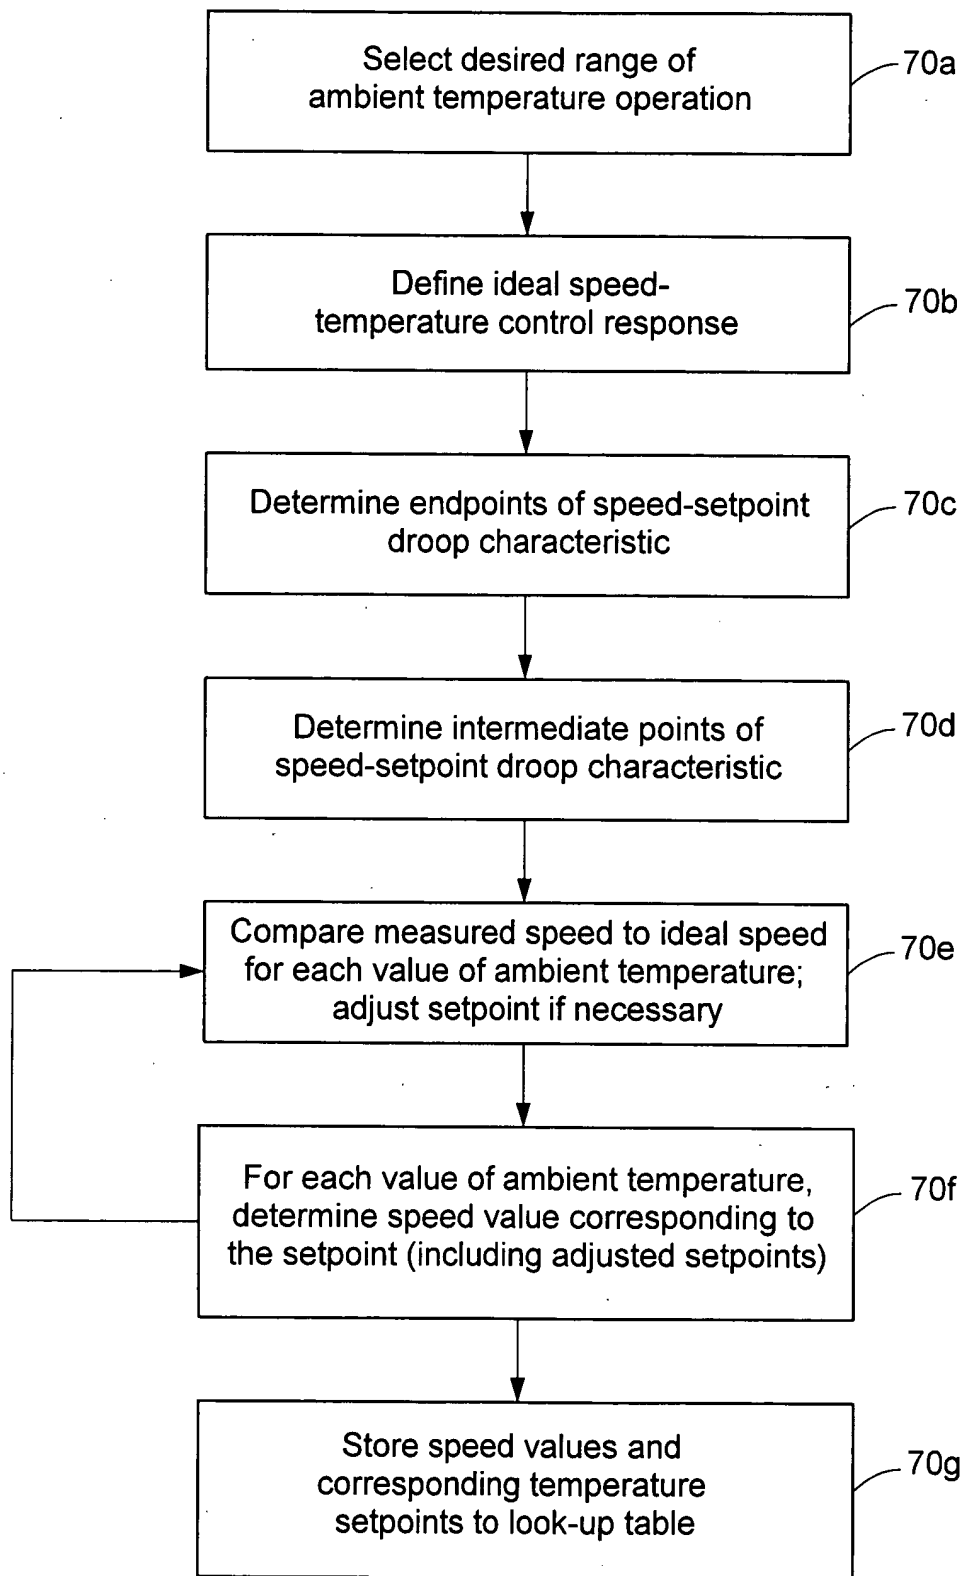 Select desired range of
ambient temperature operation
70a
Define ideal speed-
temperature control response
70b
Determine endpoints of speed-setpoint
droop characteristic
70c
Determine intermediate points of
speed-setpoint droop characteristic
70d
Compare measured speed to ideal speed
for each value of ambient temperature;
adjust setpoint if necessary
70e
For each value of ambient temperature,
determine speed value corresponding to
the setpoint (including adjusted setpoints)
70f
Store speed values and
corresponding temperature
setpoints to look-up table
70g